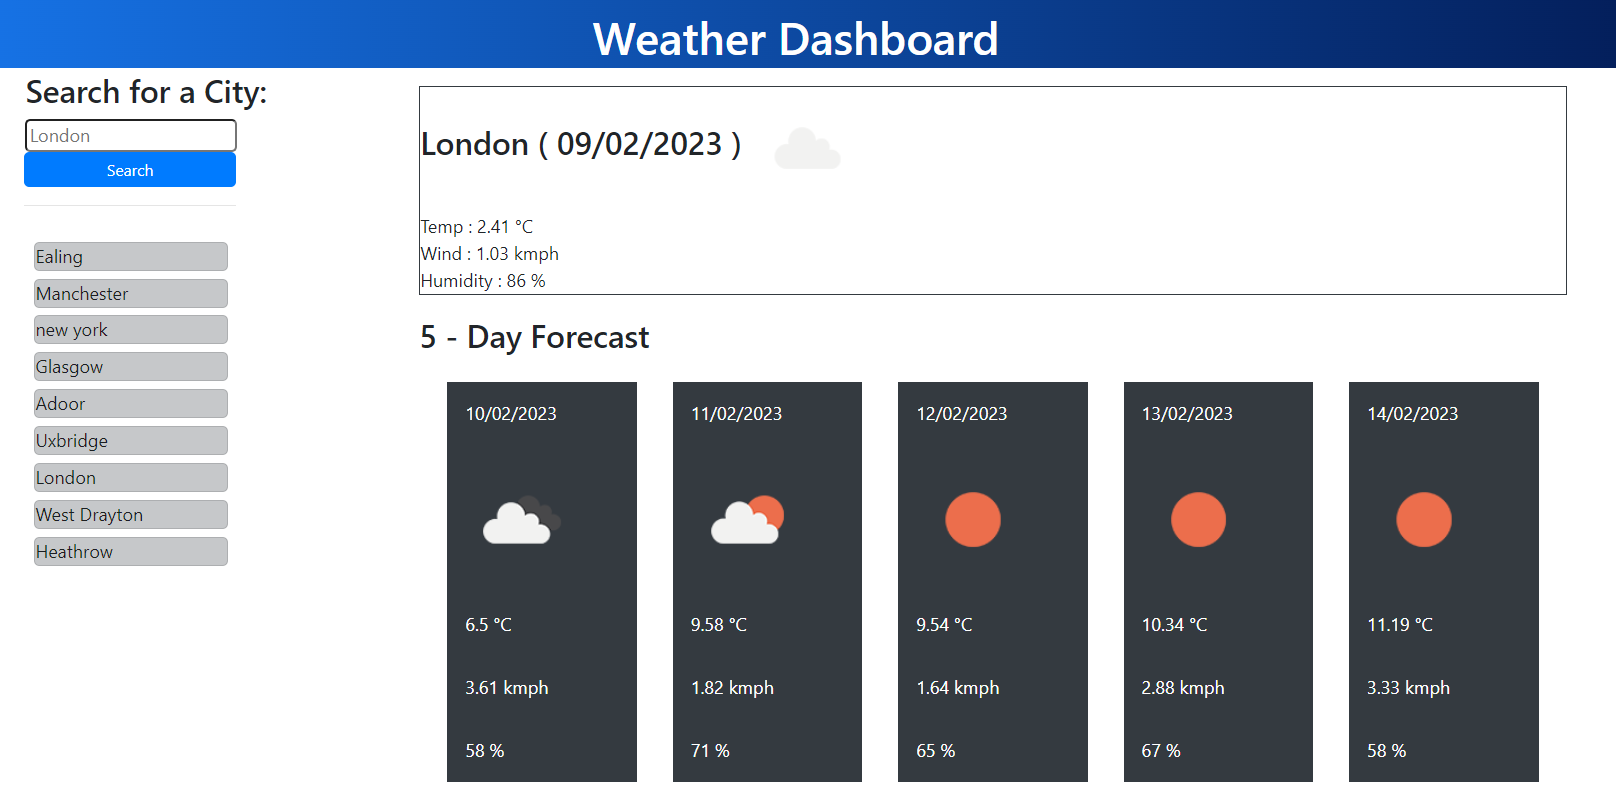 Weather Dashboard
Search for a City:
London
Search
Ealing
Manchester
new york
Glasgow
Adoor
Uxbridge
London
West Drayton
Heathrow
London ( 09/02/2023 )
Temp : 2.41 °C
Wind : 1.03 kmph
Humidity : 86 %
5 - Day Forecast
10/02/2023
6.5 °C
3.61 kmph
58 %
11/02/2023
9.58 °C
1.82 kmph
71 %
12/02/2023
9.54 °C
1.64 kmph
65 %
13/02/2023
10.34 °C
2.88 kmph
67 %
14/02/2023
11.19 °C
3.33 kmph
58 %